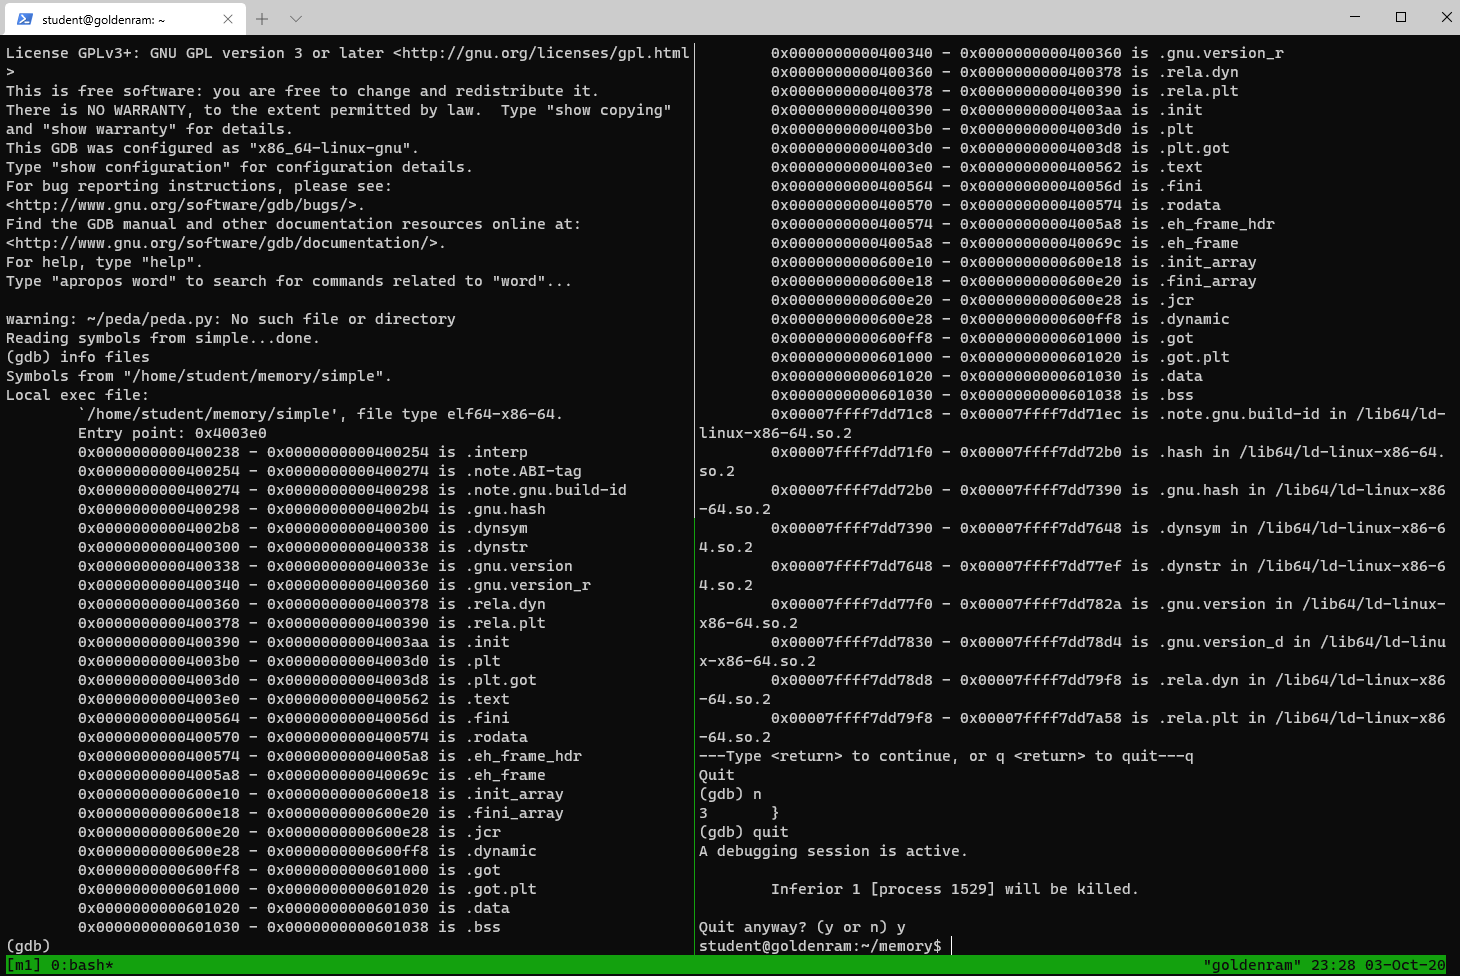 student@goldenram: ~
License GPLv3+: GNU GPL version 3 or later <http://gnu.org/licenses/gpl.html
>
This is free software: you are free to change and redistribute it.
There is NO WARRANTY, to the extent permitted by law.  Type "show copying"
and "show warranty" for details.
This GDB was configured as "x86_64-linux-gnu".
Type "show configuration" for configuration details.
For bug reporting instructions, please see:
<http://www.gnu.org/software/gdb/bugs/>.
Find the GDB manual and other documentation resources online at:
<http://www.gnu.org/software/gdb/documentation/>.
For help, type "help".
Type "apropos word" to search for commands related to "word"...
warning: ~/peda/peda.py: No such file or directory
Reading symbols from simple...done.
(gdb) info files
Symbols from "/home/student/memory/simple".
Local exec file:
`/home/student/memory/simple', file type elf64-x86-64.
Entry point: 0x4003e0
0x0000000000400238 - 0x0000000000400254 is .interp
0x0000000000400254 - 0x0000000000400274 is .note.ABI-tag
0x0000000000400274 - 0x0000000000400298 is .note.gnu.build-id
0x0000000000400298 - 0x00000000004002b4 is .gnu.hash
0x00000000004002b8 - 0x0000000000400300 is .dynsym
0x0000000000400300 - 0x0000000000400338 is .dynstr
0x0000000000400338 - 0x000000000040033e is .gnu.version
0x0000000000400340 - 0x0000000000400360 is .gnu.version_r
0x0000000000400360 - 0x0000000000400378 is .rela.dyn
0x0000000000400378 - 0x0000000000400390 is .rela.plt
0x0000000000400390 - 0x00000000004003aa is .init
0x00000000004003b0 - 0x00000000004003d0 is .plt
0x00000000004003d0 - 0x00000000004003d8 is .plt.got
0x00000000004003e0 - 0x0000000000400562 is .text
0x0000000000400564 - 0x000000000040056d is .fini
0x0000000000400570 - 0x0000000000400574 is .rodata
0x0000000000400574 - 0x00000000004005a8 is .eh_frame_hdr
0x00000000004005a8 - 0x000000000040069c is .eh_frame
0x0000000000600e10 - 0x0000000000600e18 is .init_array
0x0000000000600e18 - 0x0000000000600e20 is .fini_array
0x0000000000600e20 - 0x0000000000600e28 is .jcr
0x0000000000600e28 - 0x0000000000600ff8 is .dynamic
0x0000000000600ff8 - 0x0000000000601000 is .got
0x0000000000601000 - 0x0000000000601020 is .got.plt
0x0000000000601020 - 0x0000000000601030 is .data
0x0000000000601030 - 0x0000000000601038 is .bss
(gdb)
0x0000000000400340 - 0x0000000000400360 is .gnu.version_r
0x0000000000400360 - 0x0000000000400378 is .rela.dyn
0x0000000000400378 - 0x0000000000400390 is .rela.plt
0x0000000000400390 - 0x00000000004003aa is .init
0x00000000004003b0 - 0x00000000004003d0 is .plt
0x00000000004003d0 - 0x00000000004003d8 is .plt.got
0x00000000004003e0 - 0x0000000000400562 is .text
0x0000000000400564 - 0x000000000040056d is .fini
0x0000000000400570 - 0x0000000000400574 is .rodata
0x0000000000400574 - 0x00000000004005a8 is .eh_frame_hdr
0x00000000004005a8 - 0x000000000040069c is .eh_frame
0x0000000000600e10 - 0x0000000000600e18 is .init_array
0x0000000000600e18 - 0x0000000000600e20 is .fini_array
0x0000000000600e20 - 0x0000000000600e28 is .jcr
0x0000000000600e28 - 0x0000000000600ff8 is .dynamic
0x0000000000600ff8 - 0x0000000000601000 is .got
0x0000000000601000 - 0x0000000000601020 is .got.plt
0x0000000000601020 - 0x0000000000601030 is .data
0x0000000000601030 - 0x0000000000601038 is .bss
0x00007ffff7dd71c8 - 0x00007ffff7dd71ec is .note.gnu.build-id in /lib64/ld-
linux-x86-64.so.2
0x00007ffff7dd71f0 - 0x00007ffff7dd72b0 is .hash in /lib64/ld-linux-x86-64.
so.2
0x00007ffff7dd72b0 - 0x00007ffff7dd7390 is .gnu.hash in /lib64/ld-linux-x86
-64.so.2
0x00007ffff7dd7390 - 0x00007ffff7dd7648 is .dynsym in /lib64/ld-linux-x86-6
4.so.2
0x00007ffff7dd7648 - 0x00007ffff7dd77ef is .dynstr in /lib64/ld-linux-x86-6
4.so.2
0x00007ffff7dd77f0 - 0x00007ffff7dd782a is .gnu.version in /lib64/ld-linux-
x86-64.so.2
0x00007ffff7dd7830 - 0x00007ffff7dd78d4 is .gnu.version_d in /lib64/ld-linu
x-x86-64.so.2
0x00007ffff7dd78d8 - 0x00007ffff7dd79f8 is .rela.dyn in /lib64/ld-linux-x86
-64.so.2
0x00007ffff7dd79f8 - 0x00007ffff7dd7a58 is .rela.plt in /lib64/ld-linux-x86
-64.so.2
---Type <return> to continue, or q <return> to quit---q
Quit
(gdb) n
3       }
(gdb) quit
A debugging session is active.
Inferior 1 [process 1529] will be killed.
Quit anyway? (y or n) y
student@goldenram:~/memory$
[m1] 0:bash*
"goldenram" 23:28 03-Oct-20